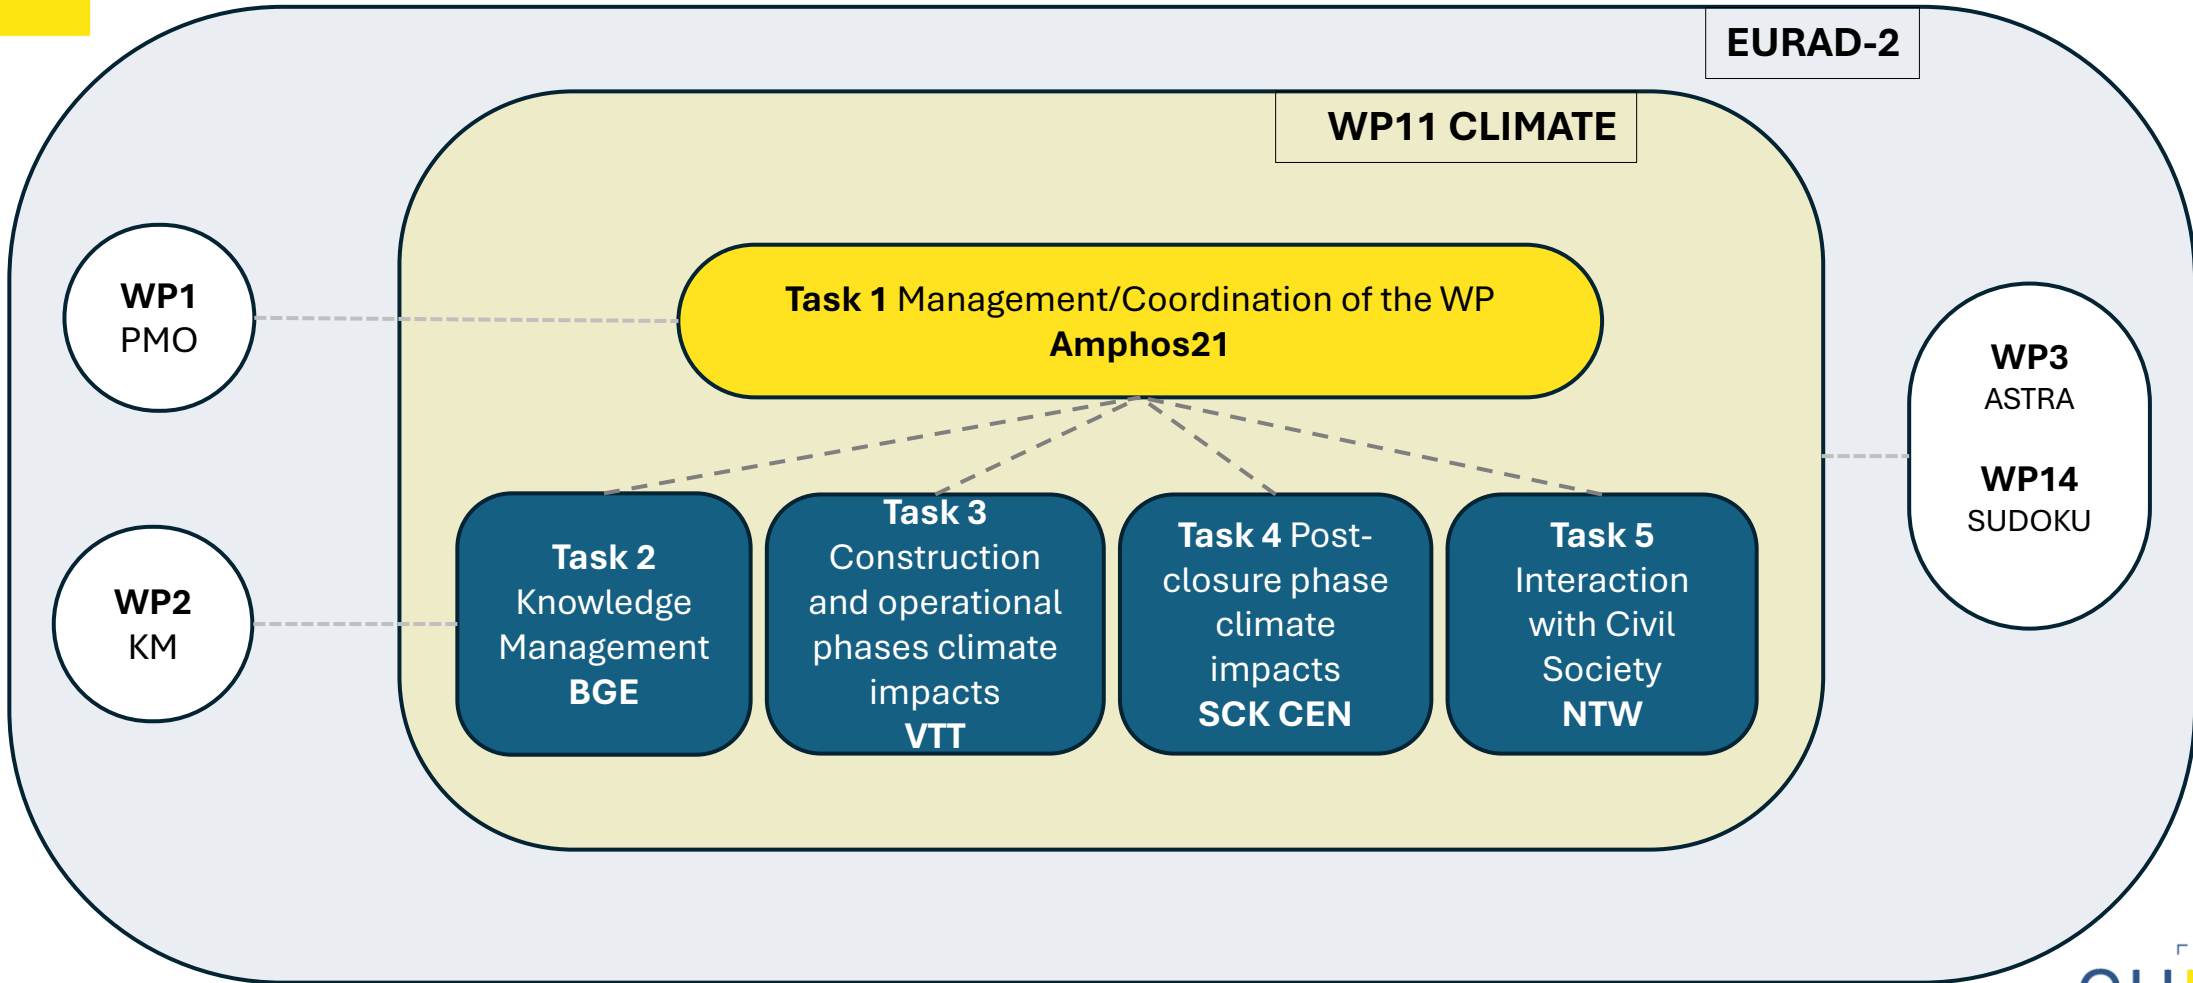 EURAD-2
WP11 CLIMATE
WP1
PMO
Task 1 Management/Coordination of the WP
Amphos21
WP3
ASTRA
WP14
SUDOKU
WP2
KM
Task 2
Knowledge
Management
BGE
Task 3
Construction
and operational
phases climate
impacts
VTT
Task 4 Post-
closure phase
climate
impacts
SCK CEN
Task 5
Interaction
with Civil
Society
NTW